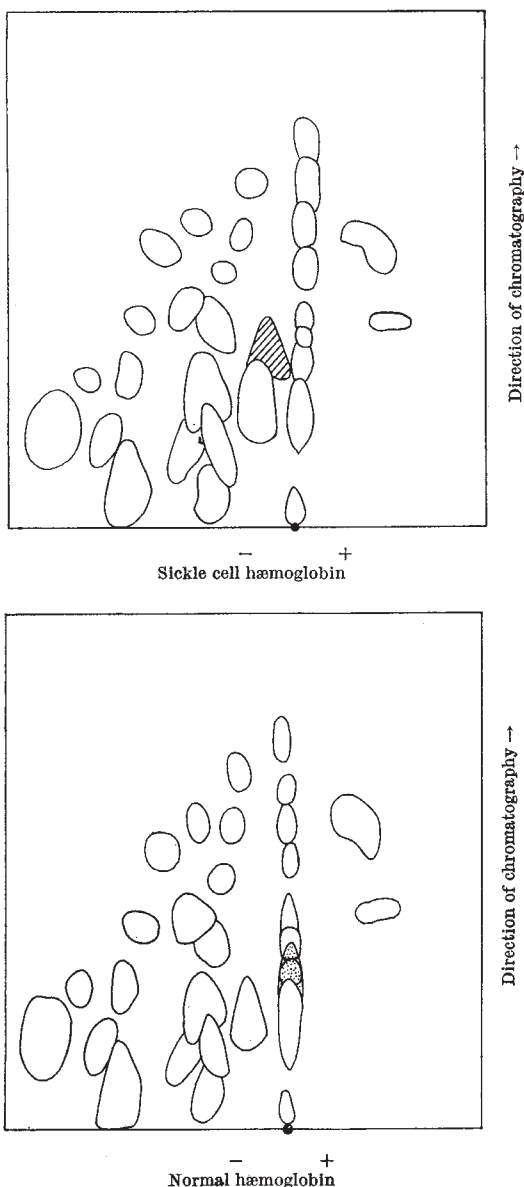 Direction of chromatography →
− +
Sickle cell hæmoglobin
Direction of chromatography →
− +
Normal hæmoglobin